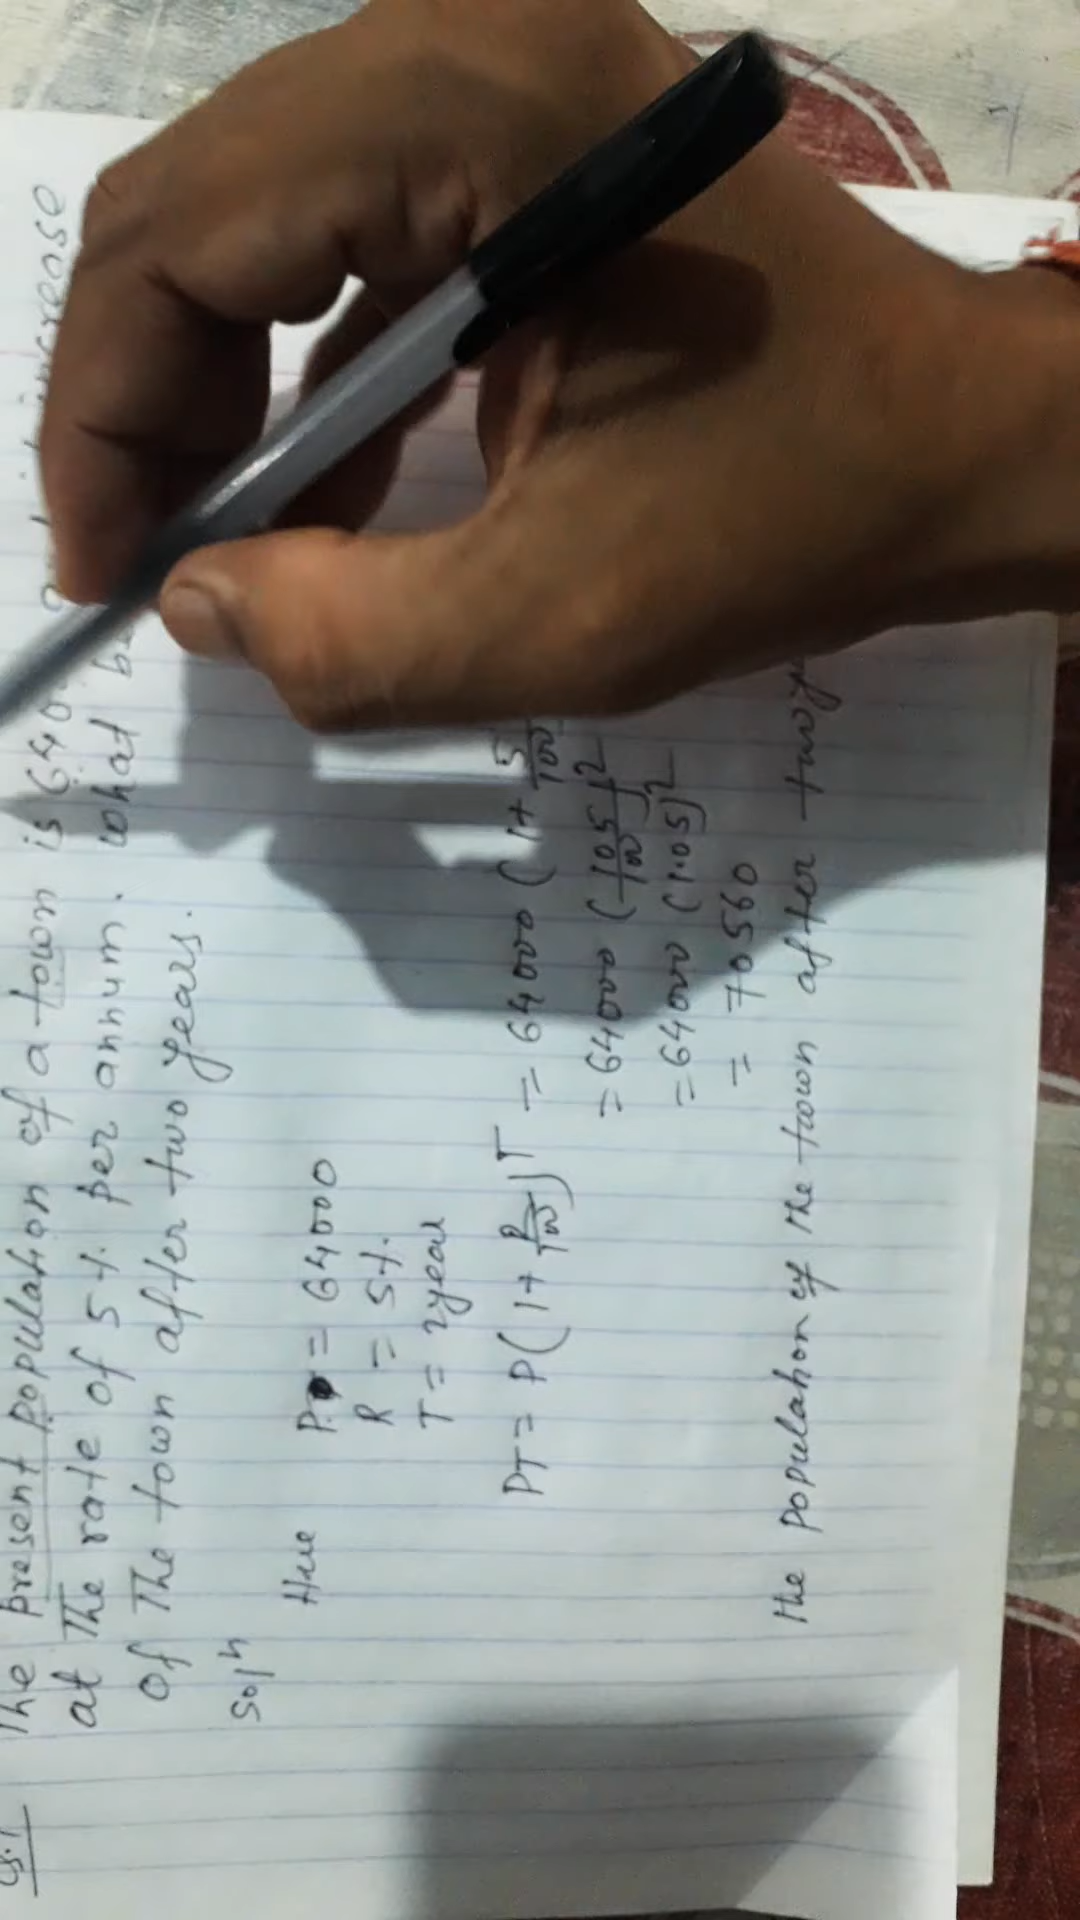 Q.1 The present population of a town is 640 increase
at The rate of 5% per annum. what
of The town after two years.
Soln
Here P = 64000
R = 5%
T = 2year
PT = P(1+ R/100)T = 64000 (1+ 5/100
= 64000 (105/100)2
= 64000 (1.05)2
= 70560
the population of the town after two